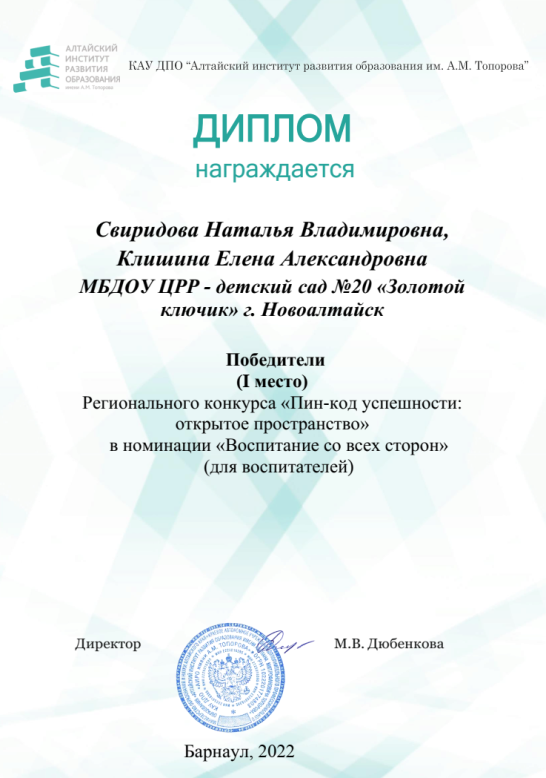 АЛТАЙСКИЙ
ИНСТИТУТ
РАЗВИТИЯ
ОБРАЗОВАНИЯ
имени А.М. Топорова
КАУ ДПО “Алтайский институт развития образования им. А.М. Топорова”
ДИПЛОМ
награждается
Свиридова Наталья Владимировна,
Клишина Елена Александровна
МБДОУ ЦРР - детский сад №20 «Золотой
ключик» г. Новоалтайск
Победители
(I место)
Регионального конкурса «Пин-код успешности:
открытое пространство»
в номинации «Воспитание со всех сторон»
(для воспитателей)
Директор
М.В. Дюбенкова
Барнаул, 2022